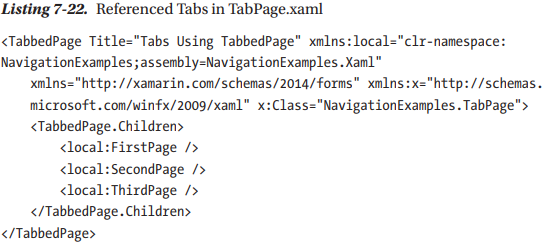 Listing 7-22. Referenced Tabs in TabPage.xaml
<TabbedPage Title="Tabs Using TabbedPage" xmlns:local="clr-namespace:
NavigationExamples;assembly=NavigationExamples.Xaml"
xmlns="http://xamarin.com/schemas/2014/forms" xmlns:x="http://schemas.
microsoft.com/winfx/2009/xaml" x:Class="NavigationExamples.TabPage">
<TabbedPage.Children>
<local:FirstPage />
<local:SecondPage />
<local:ThirdPage />
</TabbedPage.Children>
</TabbedPage>